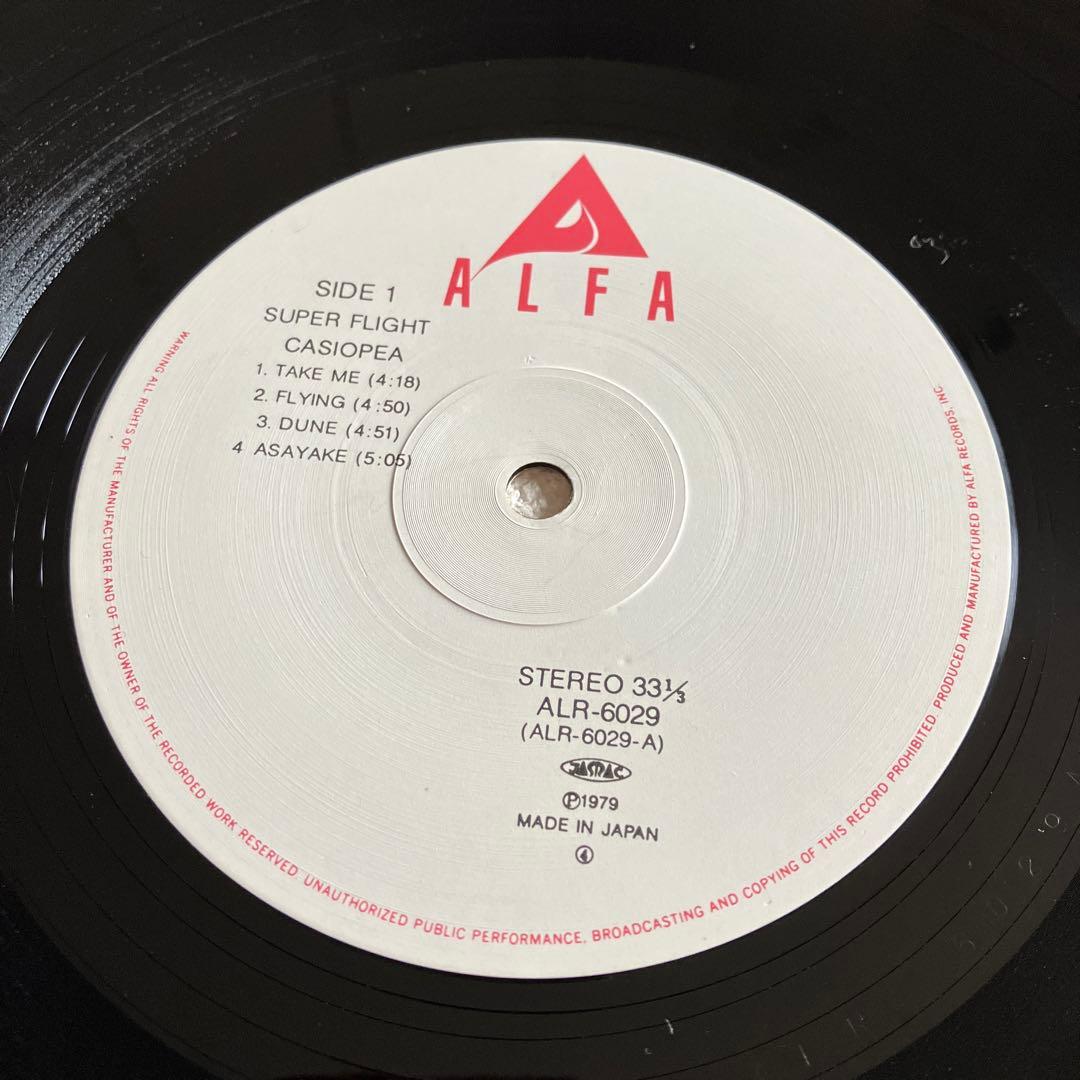 ALFA
SIDE 1
SUPER FLIGHT
CASIOPEA
1. TAKE ME (4:18)
2. FLYING (4:50)
3. DUNE (4:51)
4 ASAYAKE (5:05)
STEREO 33⅓
ALR-6029
(ALR-6029-A)
JASRAC
Ⓟ1979
MADE IN JAPAN
④
WARNING ALL RIGHTS OF THE MANUFACTURER AND OF THE OWNER OF THE RECORDED WORK RESERVED. UNAUTHORIZED PUBLIC PERFORMANCE, BROADCASTING AND COPYING OF THIS RECORD PROHIBITED. PRODUCED AND MANUFACTURED BY ALFA RECORDS, INC.